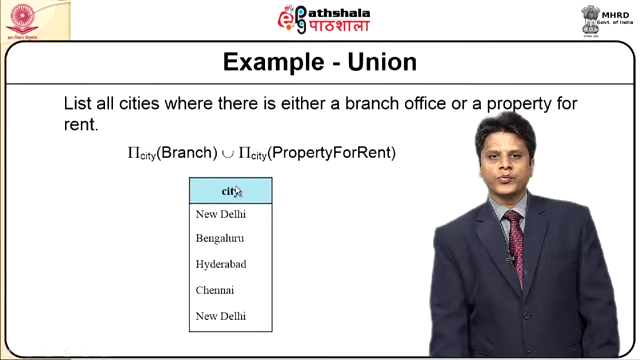 Pathshala
पाठशाला
MHRD
Govt. of India
Example - Union
List all cities where there is either a branch office or a property for
rent.
Πcity(Branch) ∪ Πcity(PropertyForRent)
city
New Delhi
Bengaluru
Hyderabad
Chennai
New Delhi